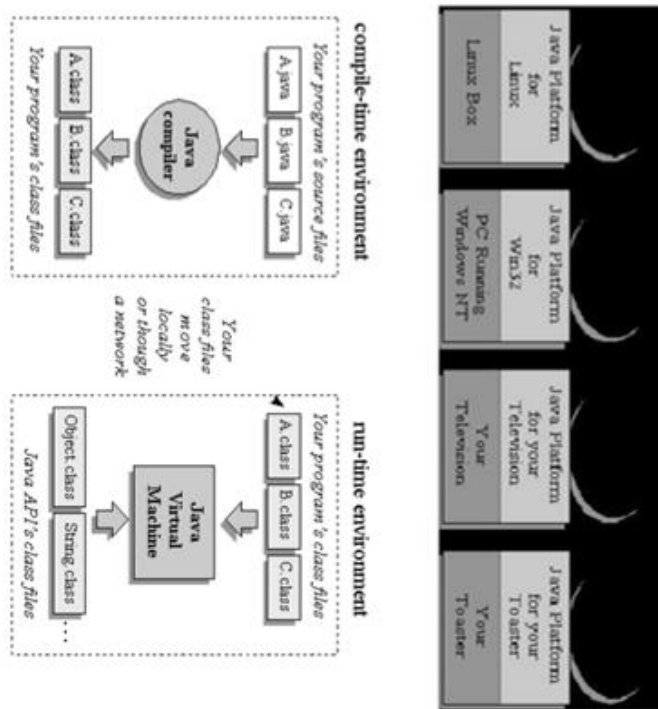 Java Platform
for
Linux
Linux Box
Java Platform
for
Win32
PC Running
Windows NT
Java Platform
for your
Television
Your
Television
Java Platform
for your
Toaster
Your
Toaster
compile-time environment
Your program's source files
A.java B.java C.java
Java
compiler
A.class B.class C.class
Your program's class files
Your
class files
move
locally
or though
a network
run-time environment
Your program's class files
A.class B.class C.class
Java
Virtual
Machine
Object.class String.class ...
Java API's class files